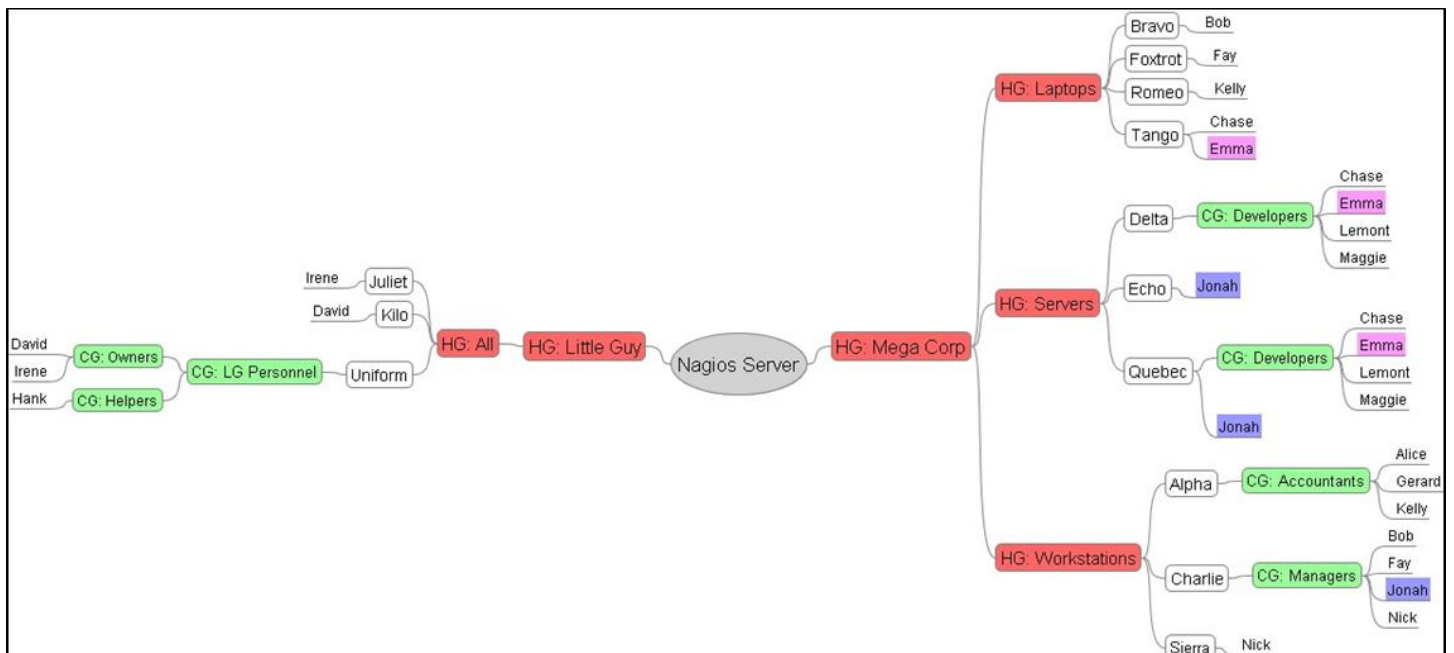 Nagios Server
HG: Little Guy
HG: All
Juliet
Irene
Kilo
David
Uniform
CG: LG Personnel
CG: Owners
David
Irene
CG: Helpers
Hank
HG: Mega Corp
HG: Laptops
Bravo
Bob
Foxtrot
Fay
Romeo
Kelly
Tango
Chase
Emma
HG: Servers
Delta
CG: Developers
Chase
Emma
Lemont
Maggie
Echo
Jonah
Quebec
CG: Developers
Chase
Emma
Lemont
Maggie
Jonah
HG: Workstations
Alpha
CG: Accountants
Alice
Gerard
Kelly
Charlie
CG: Managers
Bob
Fay
Jonah
Nick
Sierra
Nick